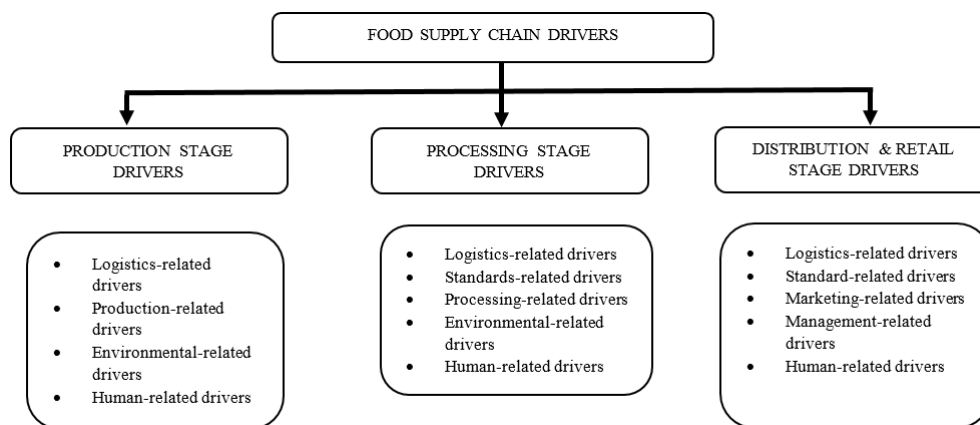 FOOD SUPPLY CHAIN DRIVERS
PRODUCTION STAGE
DRIVERS
PROCESSING STAGE
DRIVERS
DISTRIBUTION & RETAIL
STAGE DRIVERS
• Logistics-related
drivers
• Production-related
drivers
• Environmental-related
drivers
• Human-related drivers
• Logistics-related drivers
• Standards-related drivers
• Processing-related drivers
• Environmental-related
drivers
• Human-related drivers
• Logistics-related drivers
• Standard-related drivers
• Marketing-related drivers
• Management-related
drivers
• Human-related drivers